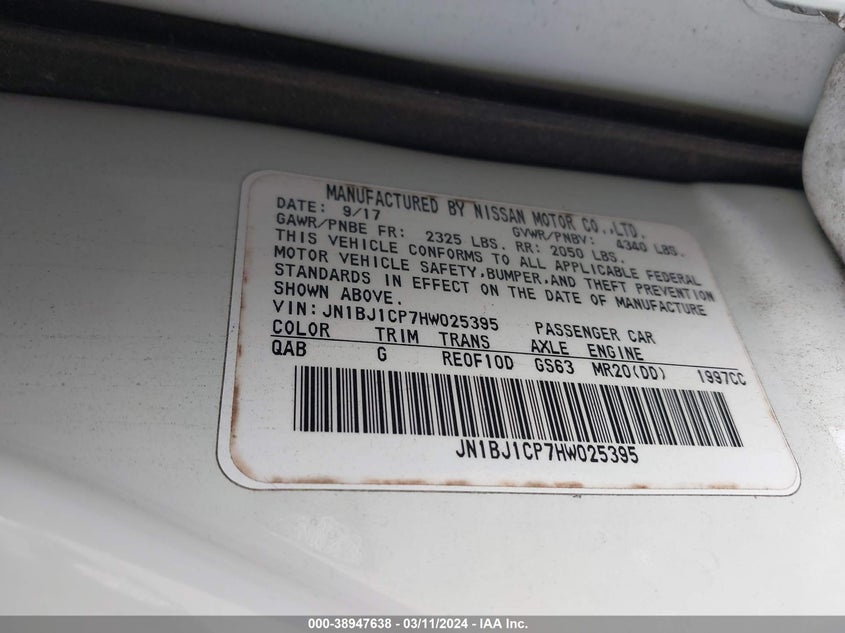 MANUFACTURED BY NISSAN MOTOR CO.,LTD.
DATE: 9/17 GVWR/PNBV: 4340 LBS.
GAWR/PNBE FR: 2325 LBS. RR: 2050 LBS.
THIS VEHICLE CONFORMS TO ALL APPLICABLE FEDERAL
MOTOR VEHICLE SAFETY,BUMPER,AND THEFT PREVENTION
STANDARDS IN EFFECT ON THE DATE OF MANUFACTURE
SHOWN ABOVE.
VIN:JN1BJ1CP7HW025395 PASSENGER CAR
COLOR TRIM TRANS AXLE ENGINE
QAB G RE0F10D GS63 MR20(DD) 1997CC
JN1BJ1CP7HW025395
000-38947638 - 03/11/2024 - IAA Inc.